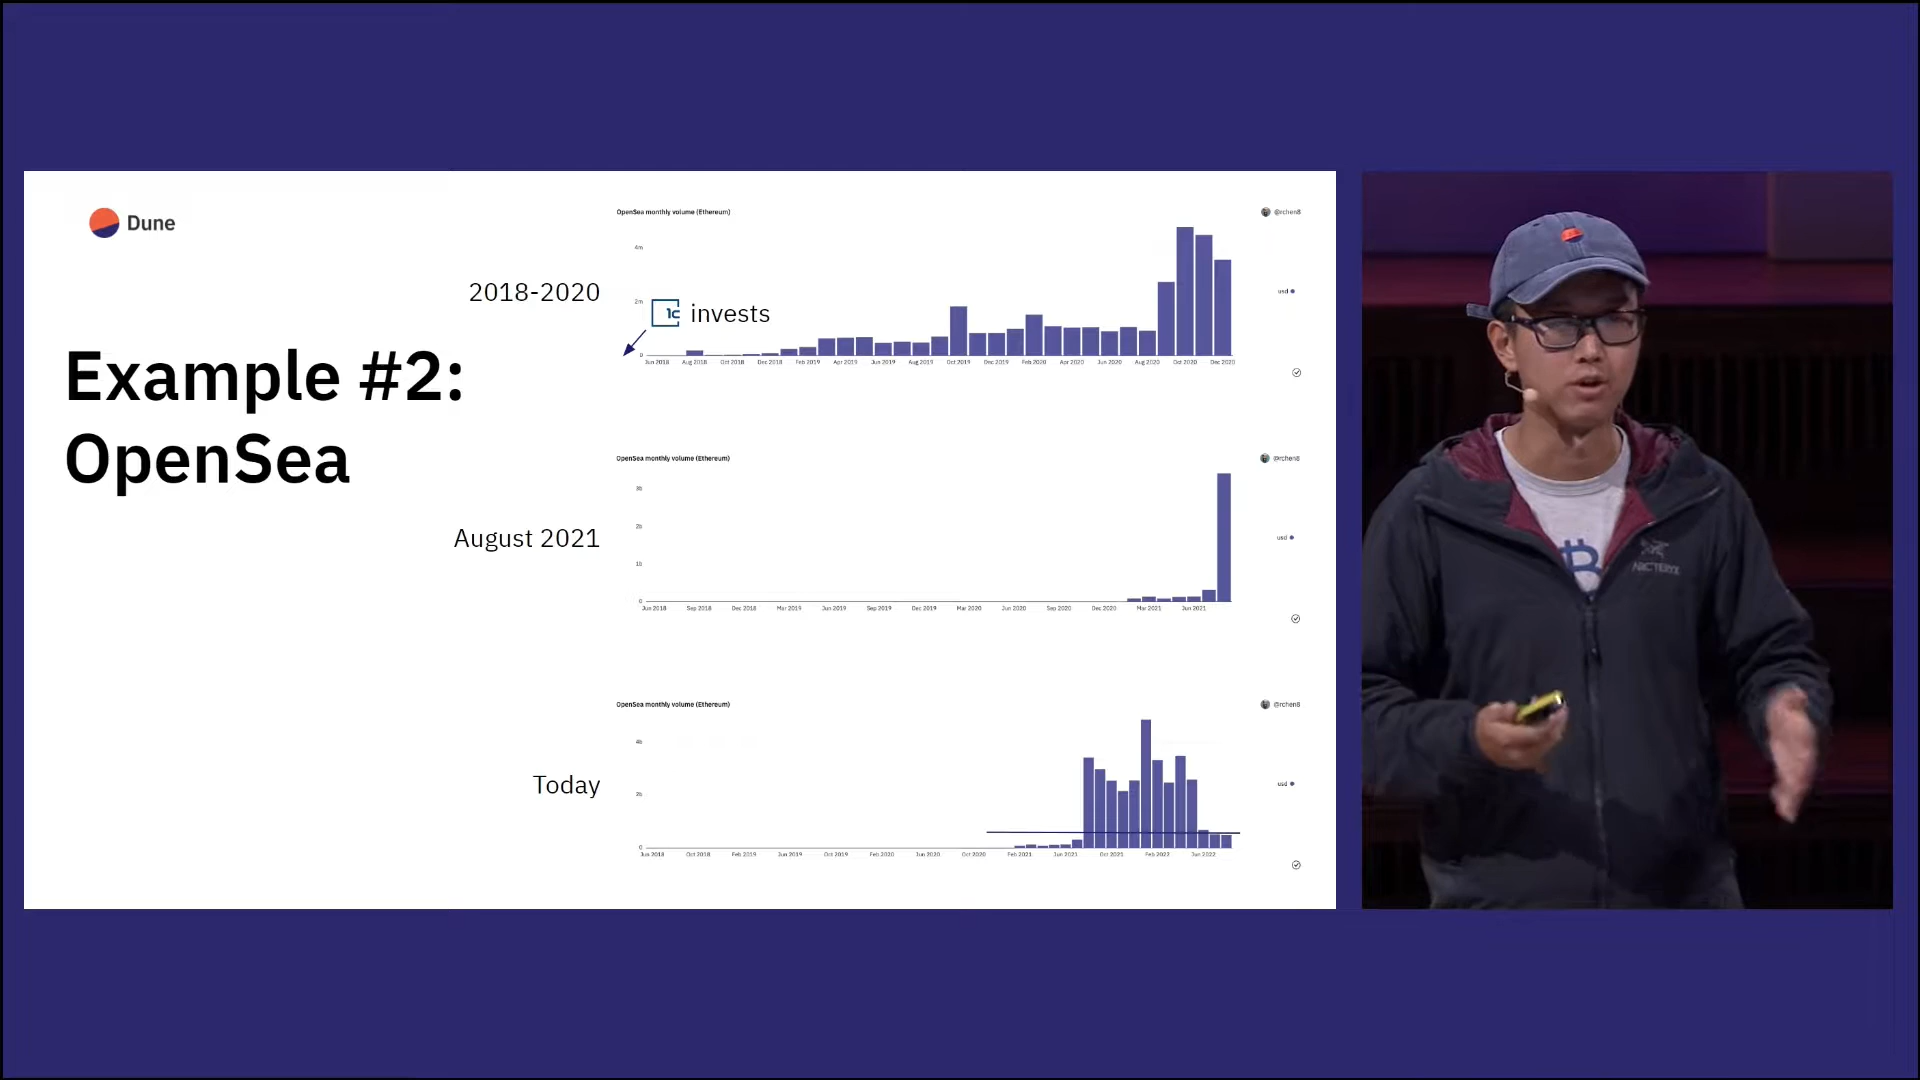 Dune
Example #2:
OpenSea
2018-2020
OpenSea monthly volume (Ethereum)
@rchen8
4m
2m
0
1c invests
usd
Jun 2018 Aug 2018 Oct 2018 Dec 2018 Feb 2019 Apr 2019 Jun 2019 Aug 2019 Oct 2019 Dec 2019 Feb 2020 Apr 2020 Jun 2020 Aug 2020 Oct 2020 Dec 2020
August 2021
OpenSea monthly volume (Ethereum)
@rchen8
3b
2b
1b
0
usd
Jun 2018 Sep 2018 Dec 2018 Mar 2019 Jun 2019 Sep 2019 Dec 2019 Mar 2020 Jun 2020 Sep 2020 Dec 2020 Mar 2021 Jun 2021
Today
OpenSea monthly volume (Ethereum)
@rchen8
4b
2b
0
usd
Jun 2018 Oct 2018 Feb 2019 Jun 2019 Oct 2019 Feb 2020 Jun 2020 Oct 2020 Feb 2021 Jun 2021 Oct 2021 Feb 2022 Jun 2022
ARC'TERYX